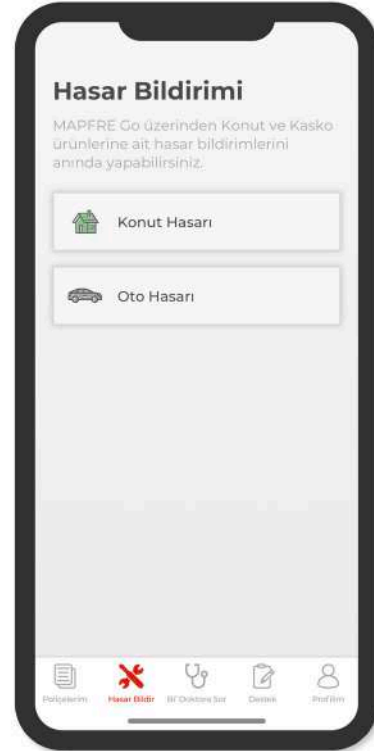 Hasar Bildirimi
MAPFRE Go üzerinden Konut ve Kasko
ürünlerine ait hasar bildirimlerini
anında yapabilirsiniz.
Konut Hasarı
Oto Hasarı
Poliçelerim Hasar Bildir Bi' Doktora Sor Destek Profilim